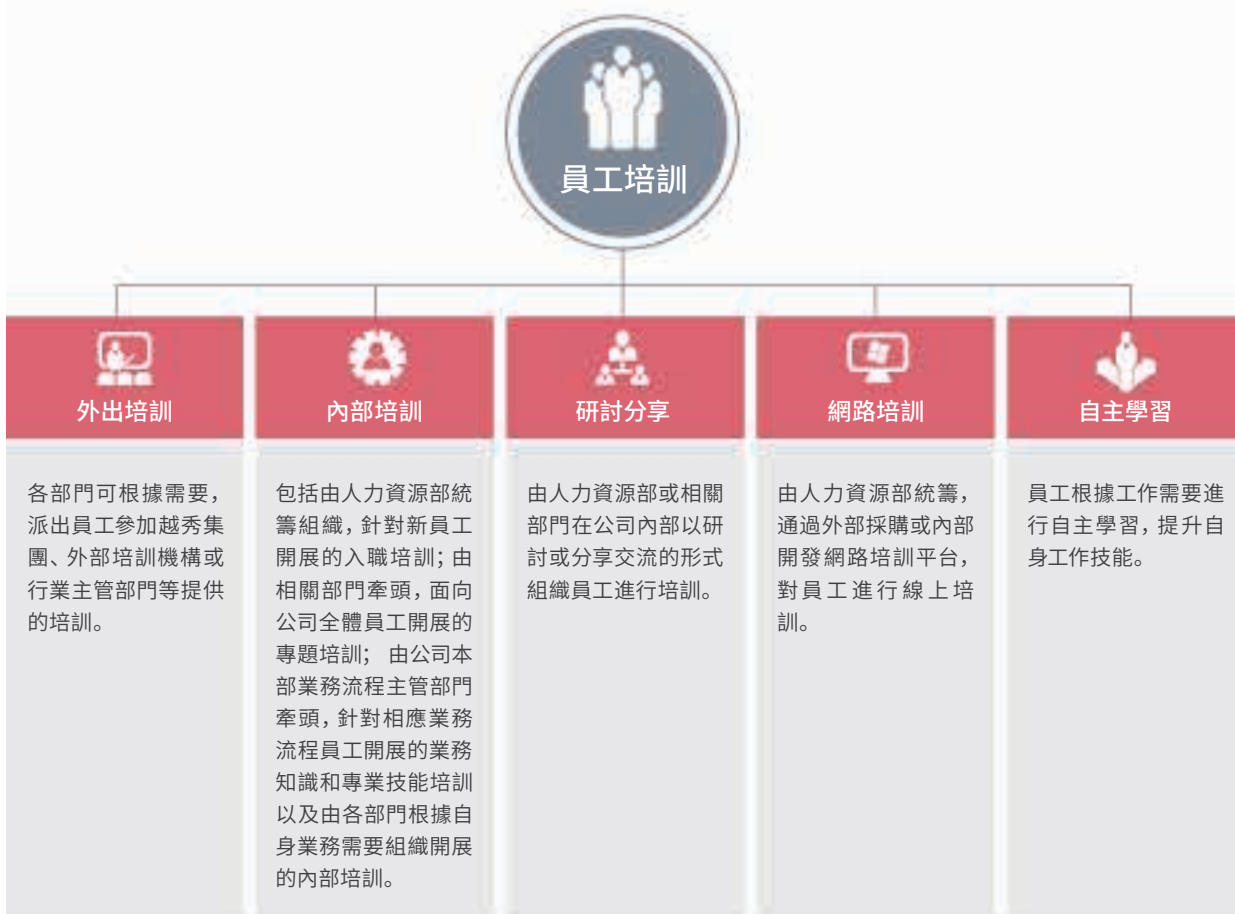 員工培訓
外出培訓
各部門可根據需要，
派出員工參加越秀集
團、外部培訓機構或
行業主管部門等提供
的培訓。
內部培訓
包括由人力資源部統
籌組織，針對新員工
開展的入職培訓；由
相關部門牽頭，面向
公司全體員工開展的
專題培訓； 由公司本
部業務流程主管部門
牽頭，針對相應業務
流程員工開展的業務
知識和專業技能培訓
以及由各部門根據自
身業務需要組織開展
的內部培訓。
研討分享
由人力資源部或相關
部門在公司內部以研
討或分享交流的形式
組織員工進行培訓。
網路培訓
由人力資源部統籌，
通過外部採購或內部
開發網路培訓平台，
對員工進行線上培
訓。
自主學習
員工根據工作需要進
行自主學習，提升自
身工作技能。